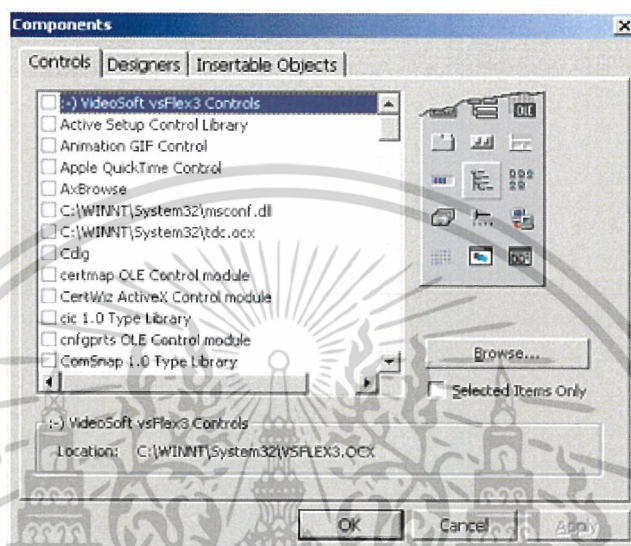 Components
Controls
Designers
Insertable Objects
:-) VideoSoft vsFlex3 Controls
Active Setup Control Library
Animation GIF Control
Apple QuickTime Control
AxBrowse
C:\WINNT\System32\msconf.dll
C:\WINNT\System32\tdc.ocx
Cdlg
certmap OLE Control module
CertWiz ActiveX Control module
cic 1.0 Type Library
cnfgprts OLE Control module
ComSnap 1.0 Type Library
OLE
Browse...
Selected Items Only
:-) VideoSoft vsFlex3 Controls
Location: C:\WINNT\System32\VSFLEX3.OCX
OK
Cancel
Apply